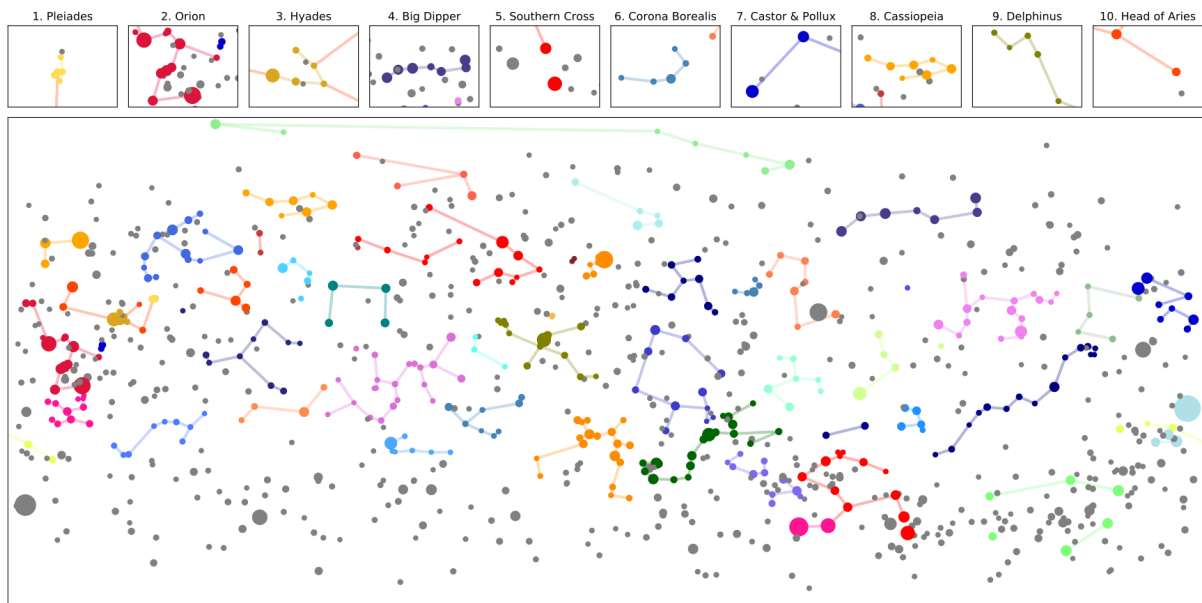 1. Pleiades
2. Orion
3. Hyades
4. Big Dipper
5. Southern Cross
6. Corona Borealis
7. Castor & Pollux
8. Cassiopeia
9. Delphinus
10. Head of Aries